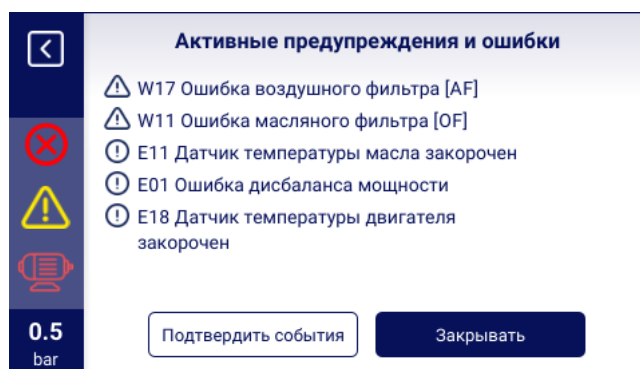 Активные предупреждения и ошибки
W17 Ошибка воздушного фильтра [AF]
W11 Ошибка масляного фильтра [OF]
E11 Датчик температуры масла закорочен
E01 Ошибка дисбаланса мощности
E18 Датчик температуры двигателя
закорочен
0.5
bar
Подтвердить события
Закрывать